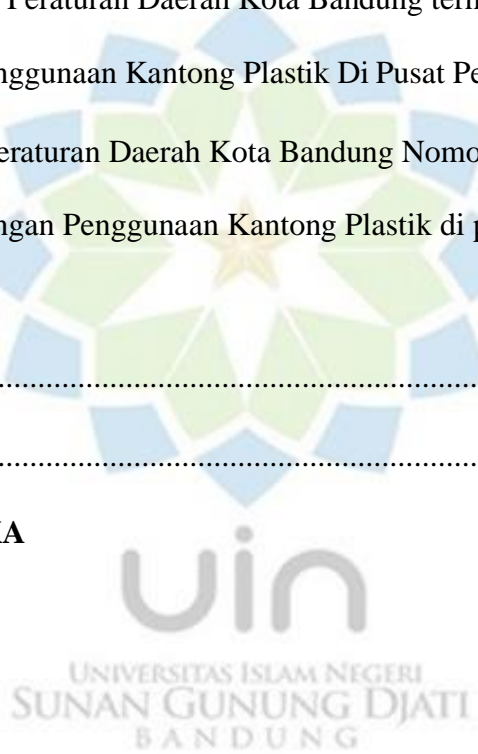 Peraturan Daerah Kota Bandung
nggunaan Kantong Plastik Di Pusat Pe
eraturan Daerah Kota Bandung Nomo
ngan Penggunaan Kantong Plastik di p
...........................................................................
...........................................................................
KA
uin
UNIVERSITAS ISLAM NEGERI
SUNAN GUNUNG DJATI
BANDUNG